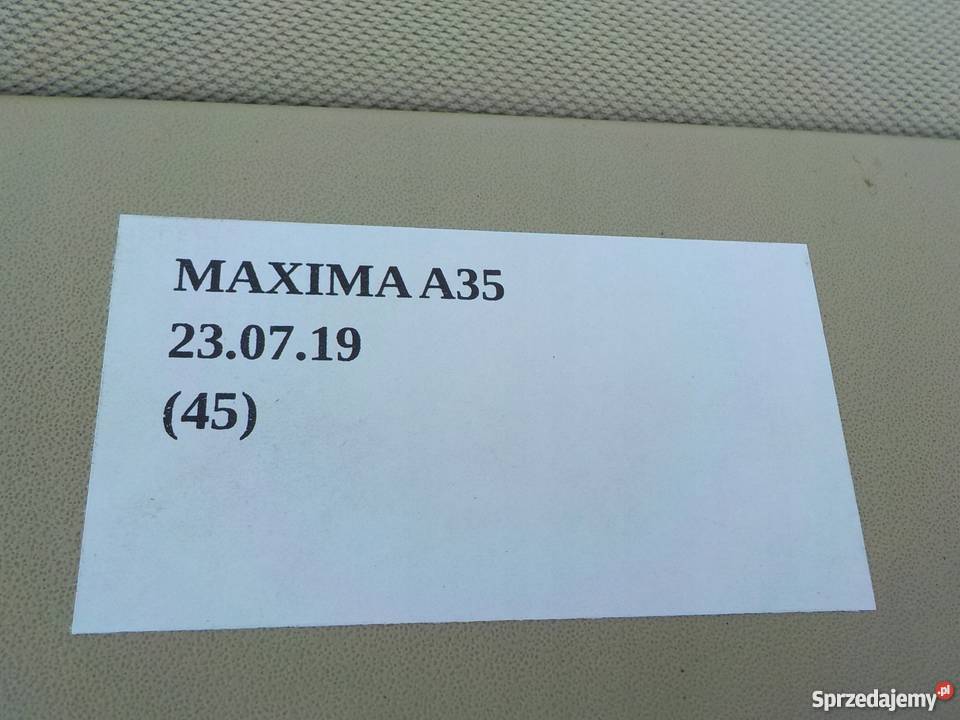 MAXIMA A35
23.07.19
(45)
Sprzedajemy.pl